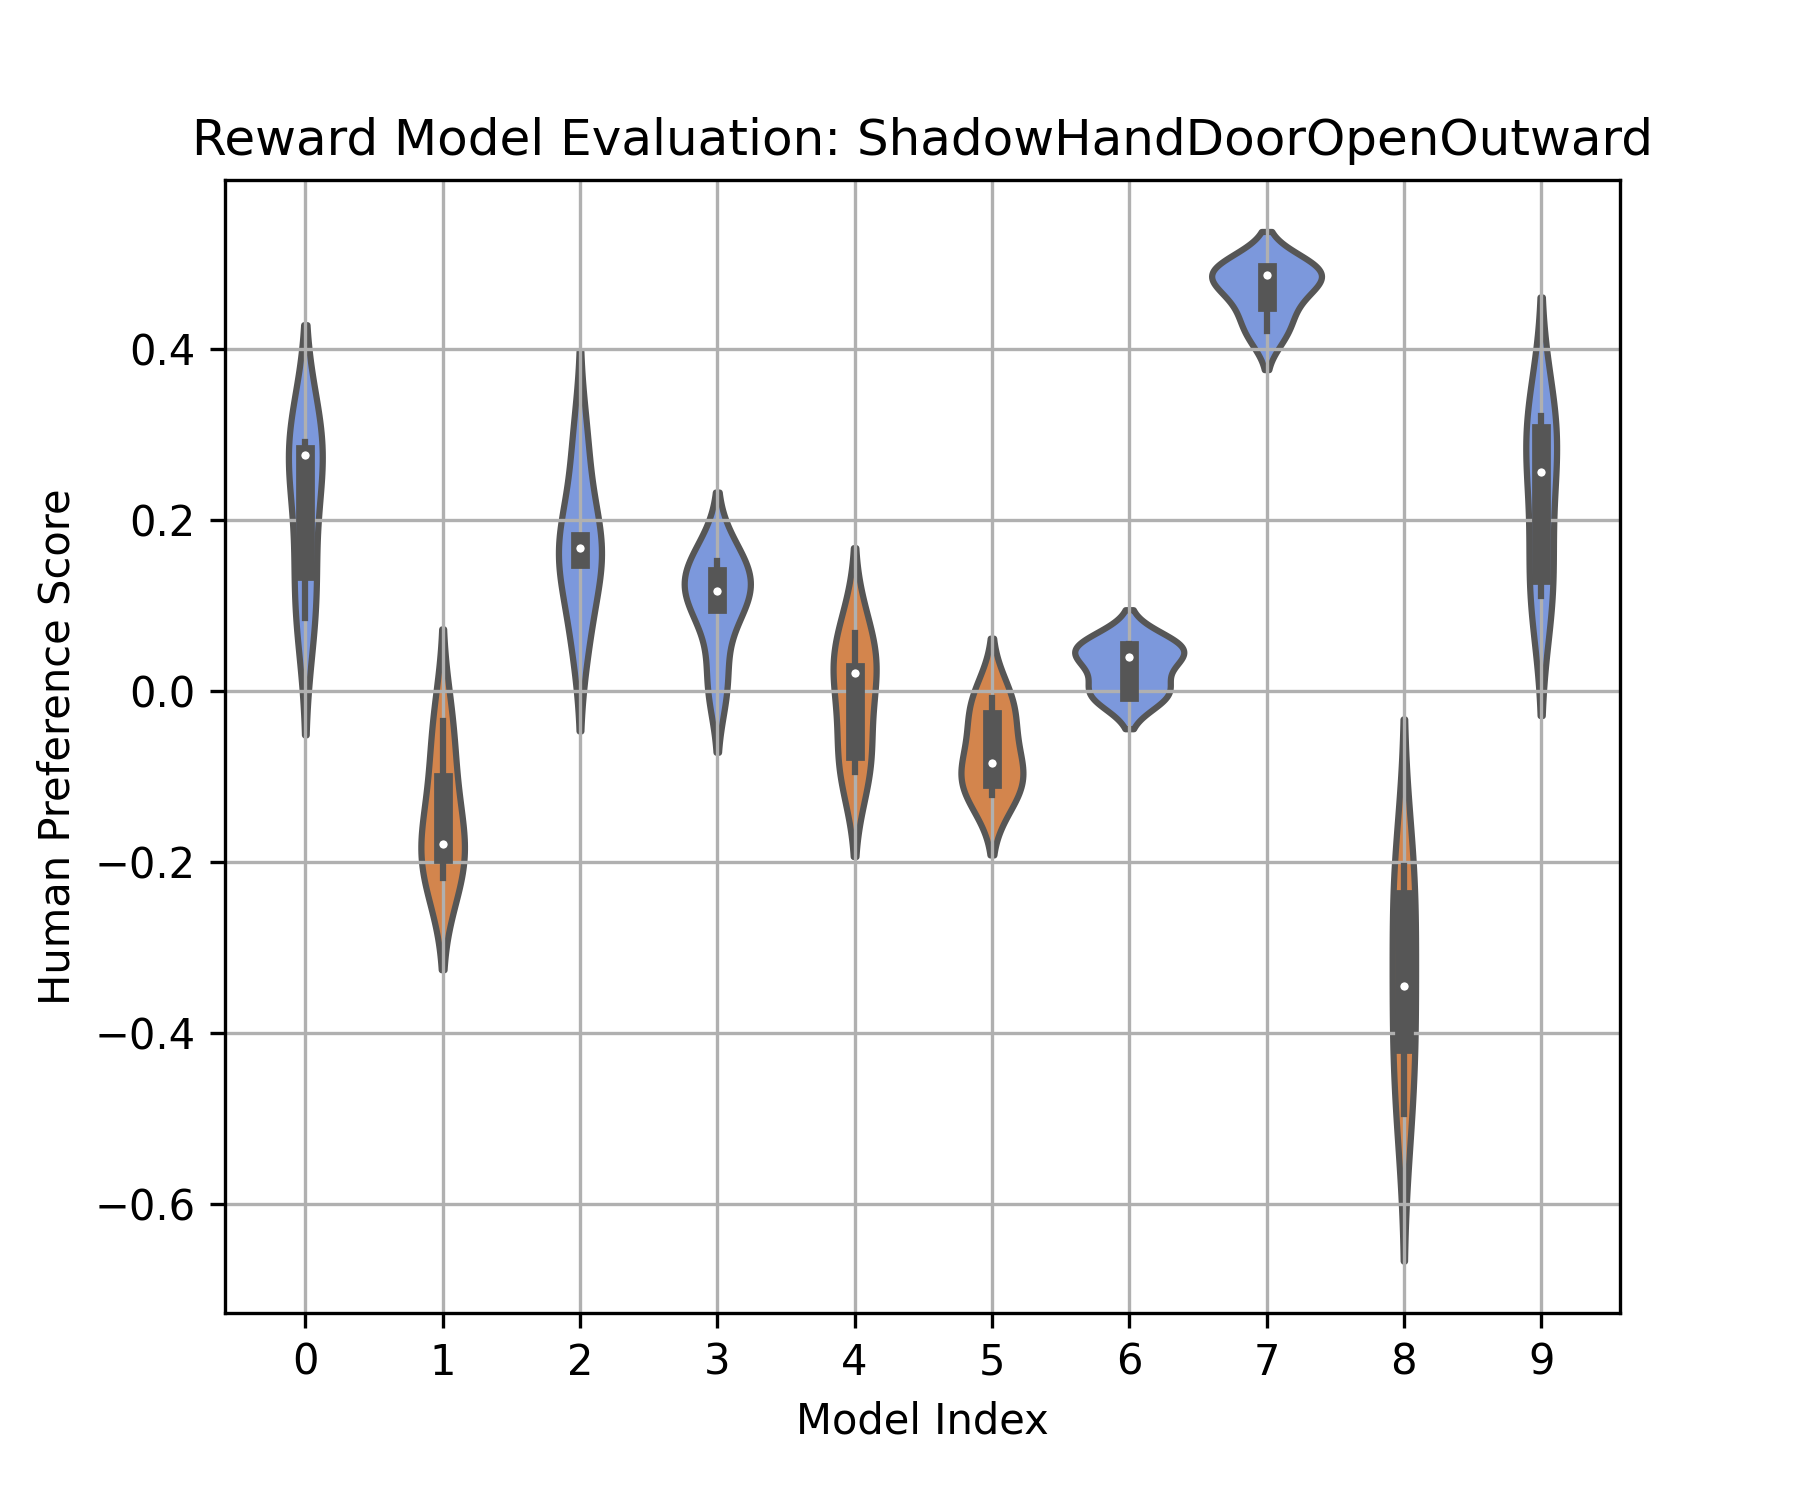 Reward Model Evaluation: ShadowHandDoorOpenOutward
Human Preference Score
0.4
0.2
0.0
−0.2
−0.4
−0.6
0 1 2 3 4 5 6 7 8 9
Model Index